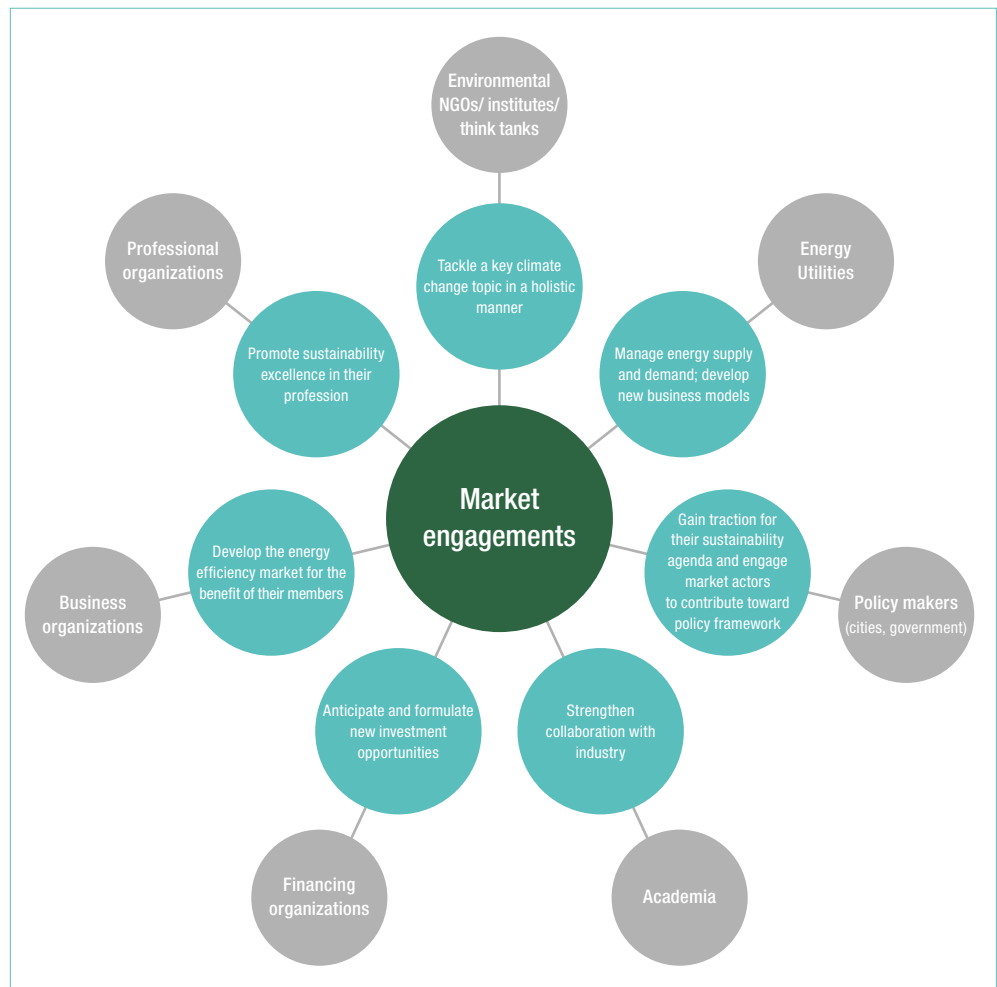 Environmental
NGOs/ institutes/
think tanks
Professional
organizations
Energy
Utilities
Tackle a key climate
change topic in a holistic
manner
Promote sustainability
excellence in their
profession
Manage energy supply
and demand; develop
new business models
Market
engagements
Gain traction for
their sustainability
agenda and engage
market actors
to contribute toward
policy framework
Develop the energy
efficiency market for the
benefit of their members
Business
organizations
Policy makers
(cities, government)
Anticipate and formulate
new investment
opportunities
Strengthen
collaboration with
industry
Financing
organizations
Academia